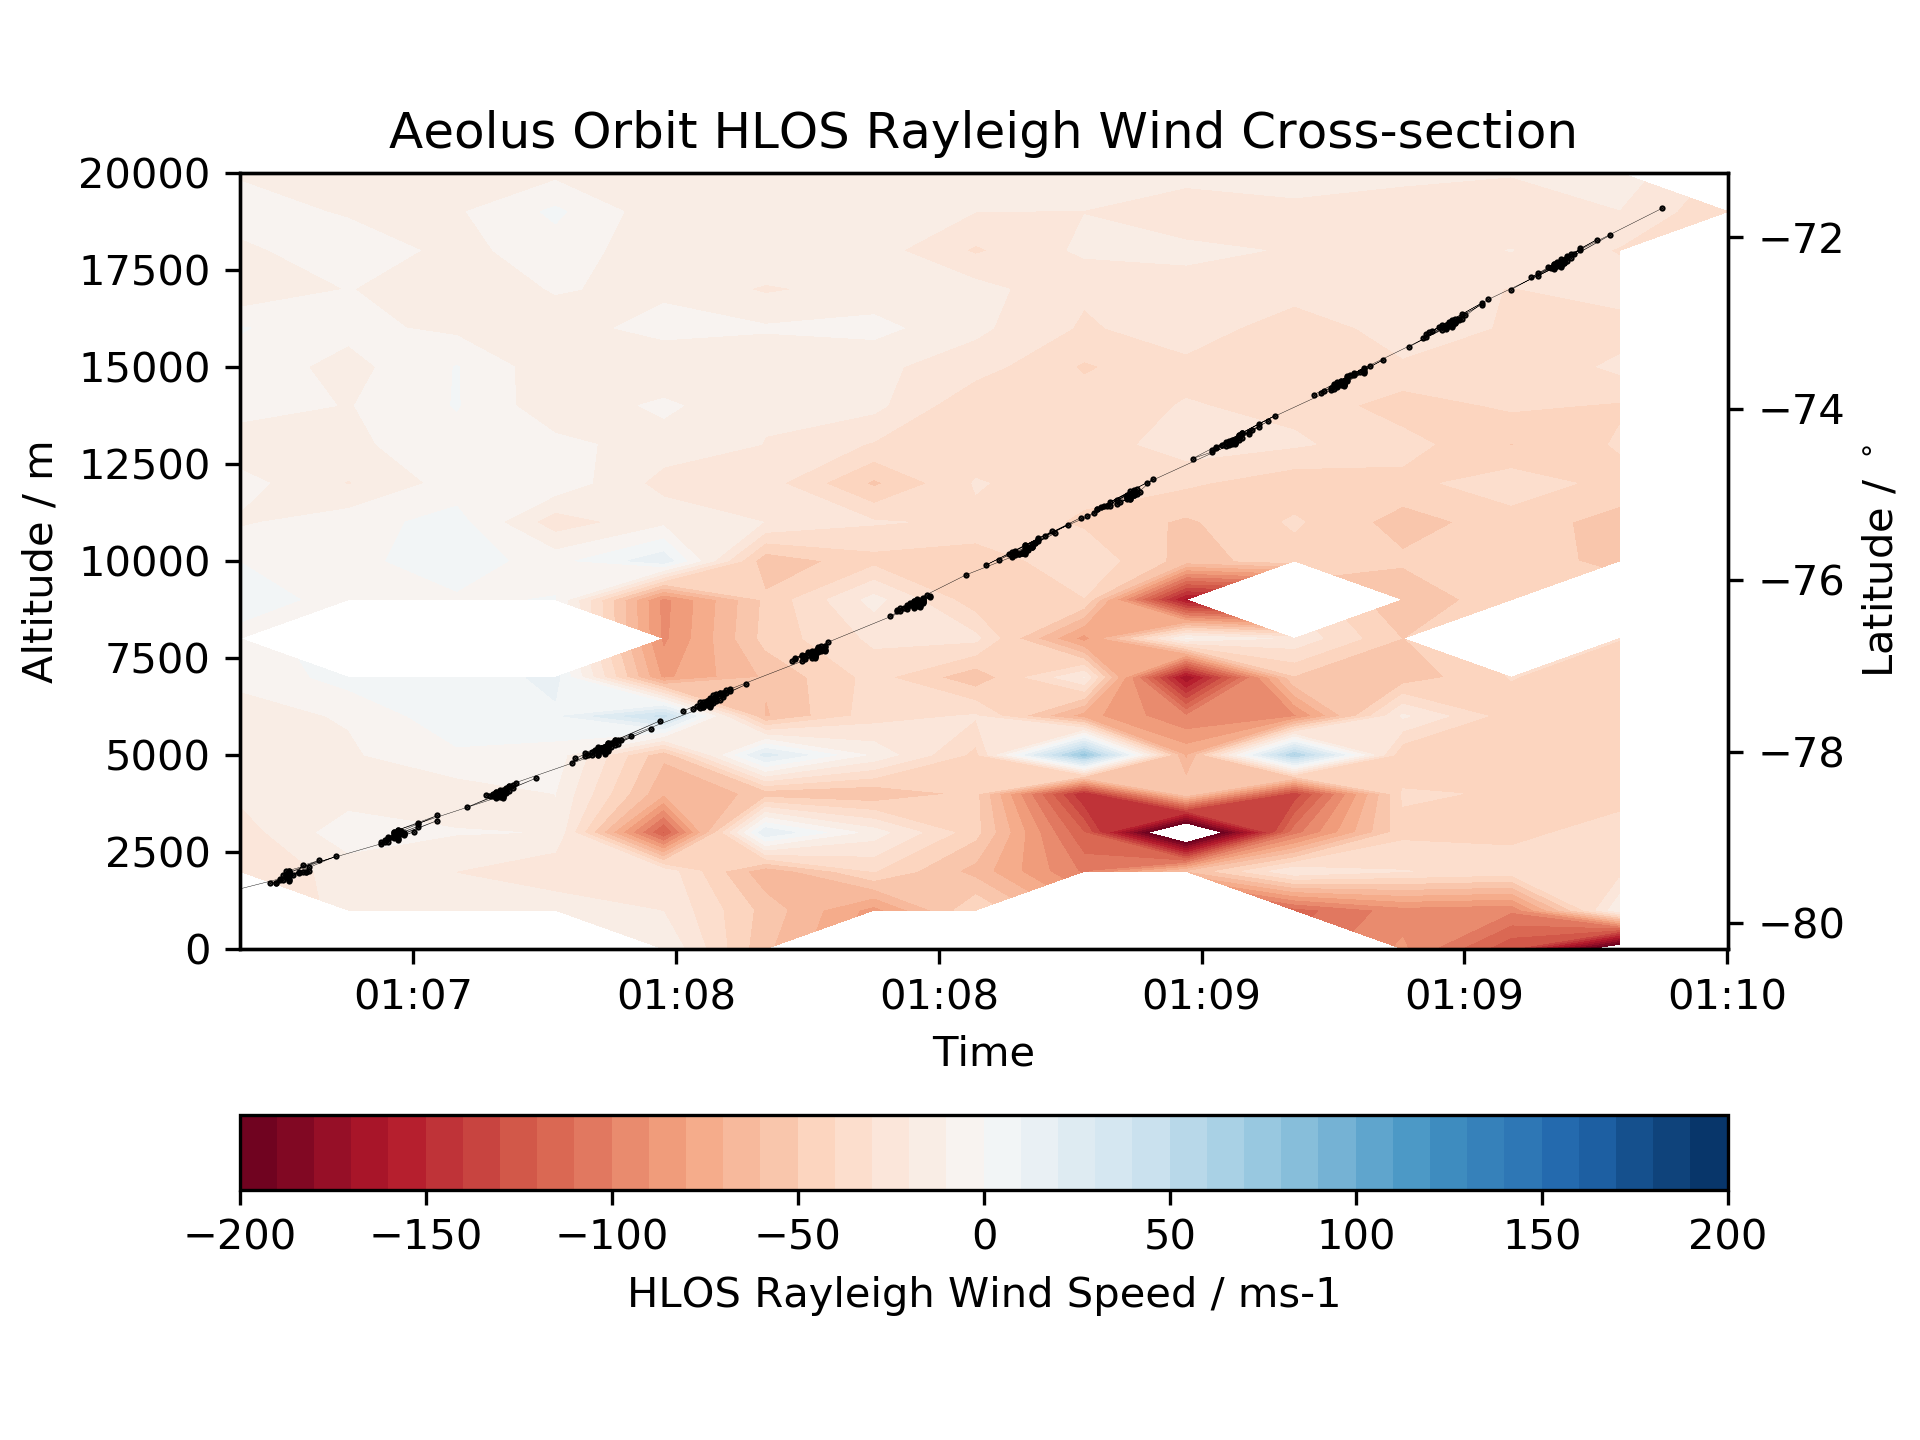 Aeolus Orbit HLOS Rayleigh Wind Cross-section
20000
17500
15000
12500
10000
7500
5000
2500
0
Altitude / m
−72
−74
−76
−78
−80
Latitude / °
01:07 01:08 01:08 01:09 01:09 01:10
Time
−200 −150 −100 −50 0 50 100 150 200
HLOS Rayleigh Wind Speed / ms-1